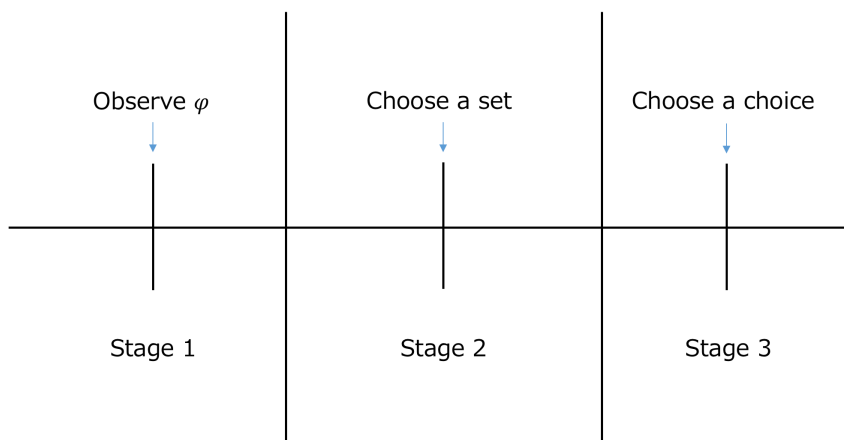 Observe φ
Choose a set
Choose a choice
Stage 1
Stage 2
Stage 3